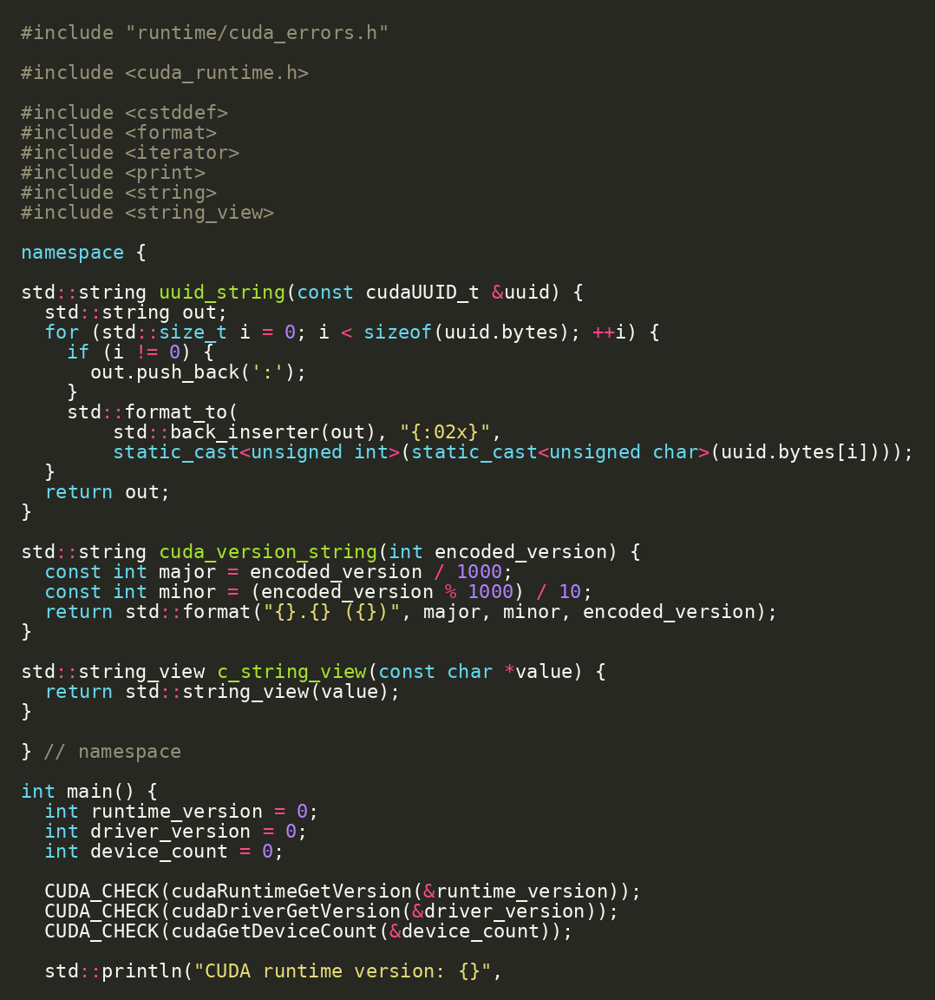 #include "runtime/cuda_errors.h"

#include <cuda_runtime.h>

#include <cstddef>
#include <format>
#include <iterator>
#include <print>
#include <string>
#include <string_view>

namespace {

std::string uuid_string(const cudaUUID_t &uuid) {
  std::string out;
  for (std::size_t i = 0; i < sizeof(uuid.bytes); ++i) {
    if (i != 0) {
      out.push_back(':');
    }
    std::format_to(
        std::back_inserter(out), "{:02x}",
        static_cast<unsigned int>(static_cast<unsigned char>(uuid.bytes[i])));
  }
  return out;
}

std::string cuda_version_string(int encoded_version) {
  const int major = encoded_version / 1000;
  const int minor = (encoded_version % 1000) / 10;
  return std::format("{}.{} ({})", major, minor, encoded_version);
}

std::string_view c_string_view(const char *value) {
  return std::string_view(value);
}

} // namespace

int main() {
  int runtime_version = 0;
  int driver_version = 0;
  int device_count = 0;

  CUDA_CHECK(cudaRuntimeGetVersion(&runtime_version));
  CUDA_CHECK(cudaDriverGetVersion(&driver_version));
  CUDA_CHECK(cudaGetDeviceCount(&device_count));

  std::println("CUDA runtime version: {}",